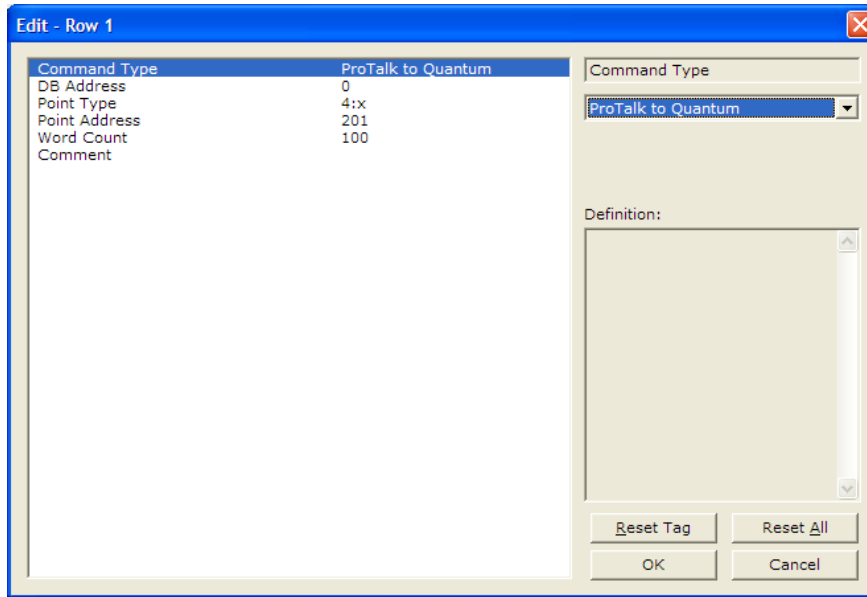 Edit - Row 1
Command Type ProTalk to Quantum
DB Address 0
Point Type 4:x
Point Address 201
Word Count 100
Comment
Command Type
ProTalk to Quantum
Definition:
Reset Tag Reset All
OK Cancel